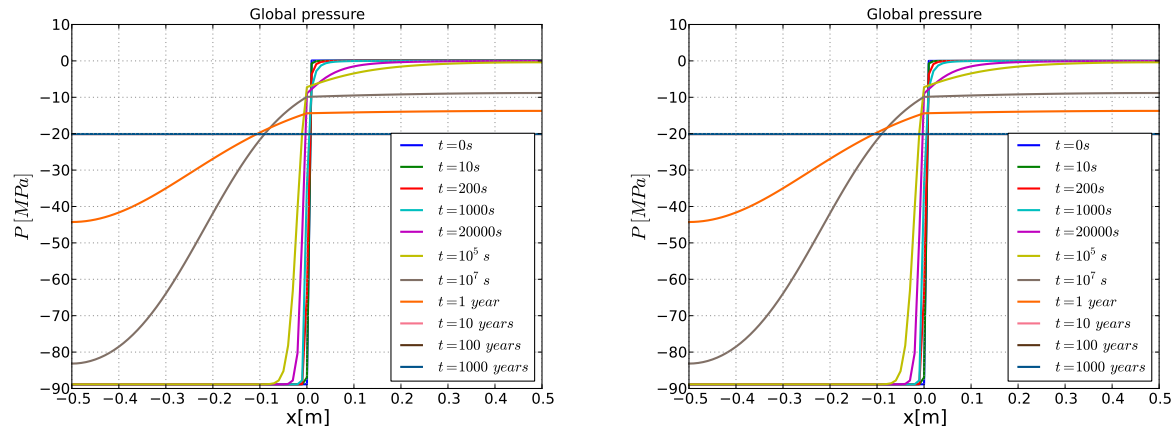 Global pressure
10
0
−10
−20
−30
−40
−50
−60
−70
−80
−90
P [MPa]
−0.5 −0.4 −0.3 −0.2 −0.1 0.0 0.1 0.2 0.3 0.4 0.5
x[m]
t=0s
t=10s
t=200s
t=1000s
t=20000s
t=10⁵ s
t=10⁷ s
t=1 year
t=10 years
t=100 years
t=1000 years
Global pressure
10
0
−10
−20
−30
−40
−50
−60
−70
−80
−90
P [MPa]
−0.5 −0.4 −0.3 −0.2 −0.1 0.0 0.1 0.2 0.3 0.4 0.5
x[m]
t=0s
t=10s
t=200s
t=1000s
t=20000s
t=10⁵ s
t=10⁷ s
t=1 year
t=10 years
t=100 years
t=1000 years